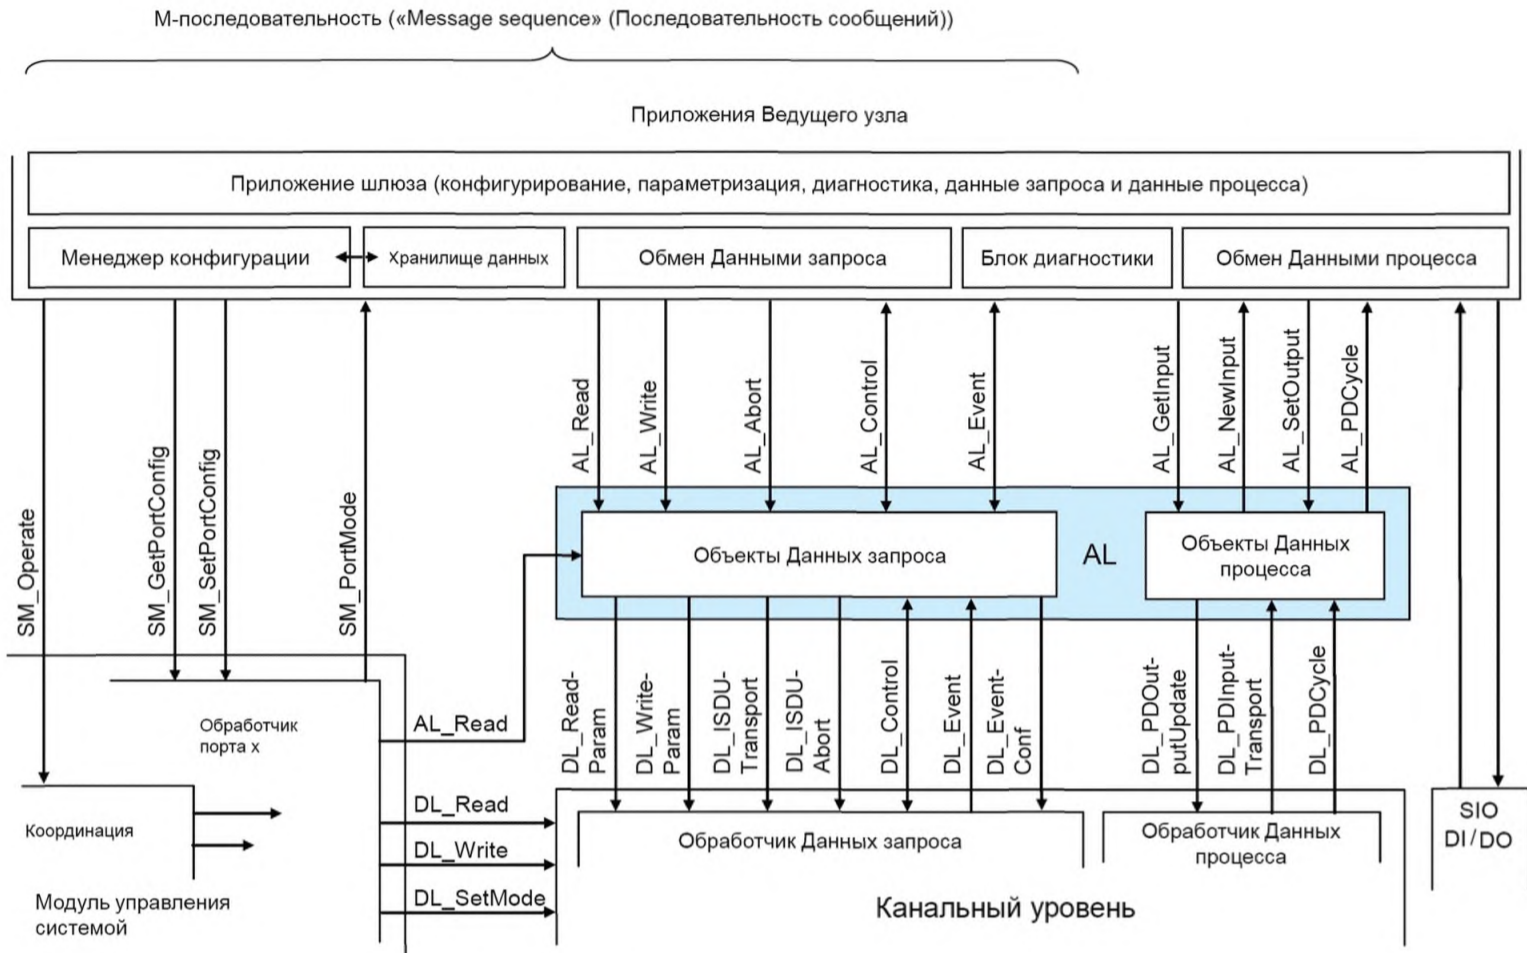 М-последовательность («Message sequence» (Последовательность сообщений))
Приложения Ведущего узла
Приложение шлюза (конфигурирование, параметризация, диагностика, данные запроса и данные процесса)
Менеджер конфигурации
Хранилище данных
Обмен Данными запроса
Блок диагностики
Обмен Данными процесса
SM_Operate
SM_GetPortConfig
SM_SetPortConfig
SM_PortMode
AL_Read
AL_Write
AL_Abort
AL_Control
AL_Event
AL_GetInput
AL_NewInput
AL_SetOutput
AL_PDCycle
Объекты Данных запроса
AL
Объекты Данных
процесса
Обработчик
порта x
AL_Read
DL_Read-
Param
DL_Write-
Param
DL_ISDU-
Transport
DL_ISDU-
Abort
DL_Control
DL_Event
DL_Event-
Conf
DL_PDOut-
putUpdate
DL_PDInput-
Transport
DL_PDCycle
Координация
DL_Read
DL_Write
DL_SetMode
Обработчик Данных запроса
Обработчик Данных
процесса
SIO
DI/DO
Модуль управления
системой
Канальный уровень